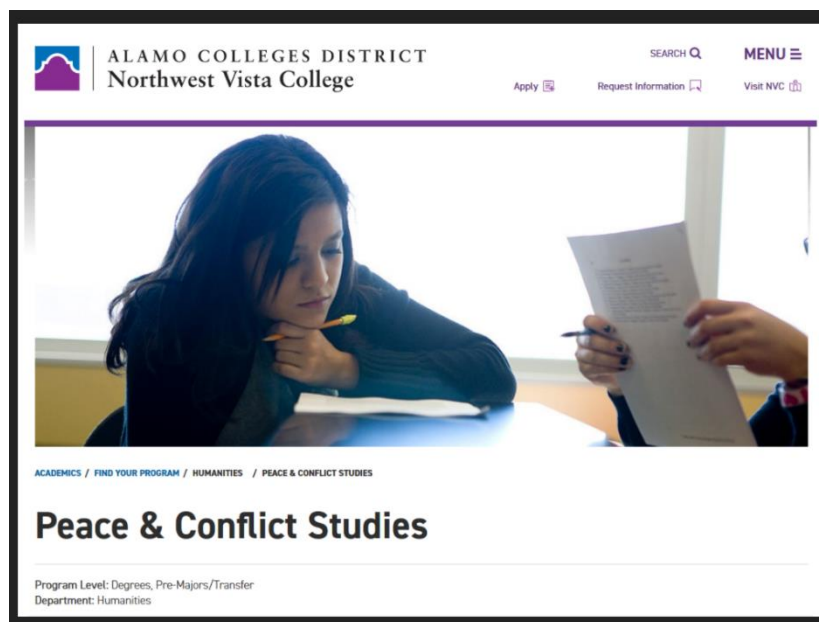 ALAMO COLLEGES DISTRICT
Northwest Vista College
SEARCH
MENU
Apply
Request Information
Visit NVC
ACADEMICS / FIND YOUR PROGRAM / HUMANITIES / PEACE & CONFLICT STUDIES
Peace & Conflict Studies
Program Level: Degrees, Pre-Majors/Transfer
Department: Humanities